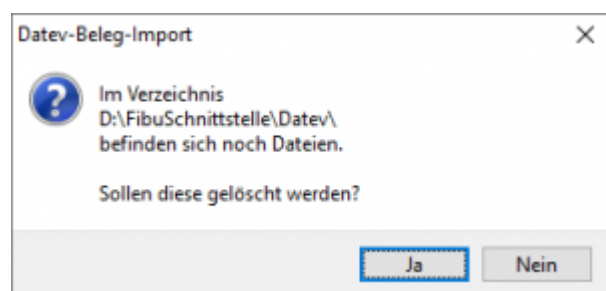 Datev-Beleg-Import
Im Verzeichnis
D:\FibuSchnittstelle\Datev\
befinden sich noch Dateien.
Sollen diese gelöscht werden?
Ja Nein